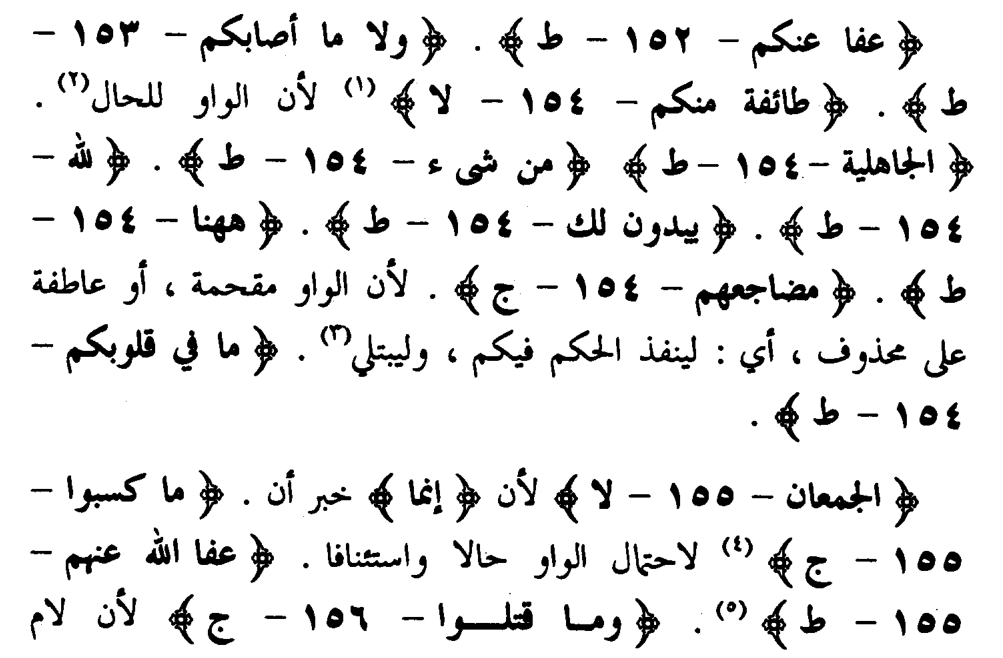 ﴿ عفا عنكم – ١٥٢ – ط ﴾ . ﴿ ولا ما أصابكم – ١٥٣ –
ط ﴾ . ﴿ طائفة منكم – ١٥٤ – لا ﴾ (١) لأن الواو للحال (٢) .
﴿ الجاهلية – ١٥٤ – ط ﴾ ﴿ من شىء – ١٥٤ – ط ﴾ . ﴿ لله –
١٥٤ – ط ﴾ . ﴿ يبدون لك – ١٥٤ – ط ﴾ . ﴿ ههنا – ١٥٤ –
ط ﴾ . ﴿ مضاجعهم – ١٥٤ – ج ﴾ . لأن الواو مقحمة ، أو عاطفة
على محذوف ، أي : لينفذ الحكم فيكم ، وليبتلي (٣) . ﴿ ما في قلوبكم –
١٥٤ – ط ﴾ .
﴿ الجمعان – ١٥٥ – لا ﴾ لأن ﴿ إنما ﴾ خبر أن . ﴿ ما كسبوا –
١٥٥ – ج ﴾ (٤) لاحتمال الواو حالا واستئنافا . ﴿ عفا الله عنهم –
١٥٥ – ط ﴾ (٥) . ﴿ وما قتلـــوا – ١٥٦ – ج ﴾ لأن لام